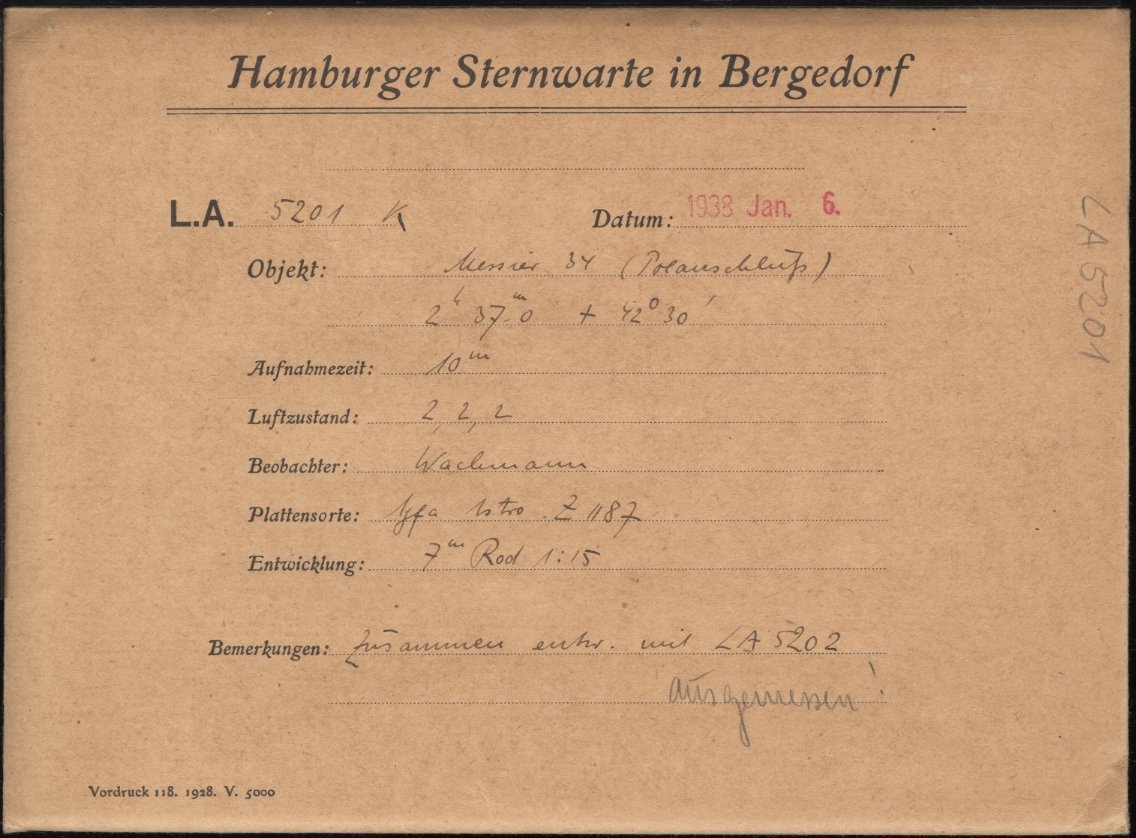 Hamburger Sternwarte in Bergedorf
L.A. 5201 K
Datum: 1938 Jan. 6.
Objekt: Messier 34 (Polanschluß)
2h 37m.0 + 42° 30'
Aufnahmezeit: 10m
Luftzustand: 2, 2, 2
Beobachter: Wachmann
Plattensorte: Agfa Astro Z 1187
Entwicklung: 7m Rod 1:15
Bemerkungen: Zusammen entw. mit LA 5202
ausgemessen!
Vordruck 118. 1928. V. 5000
LA 5201